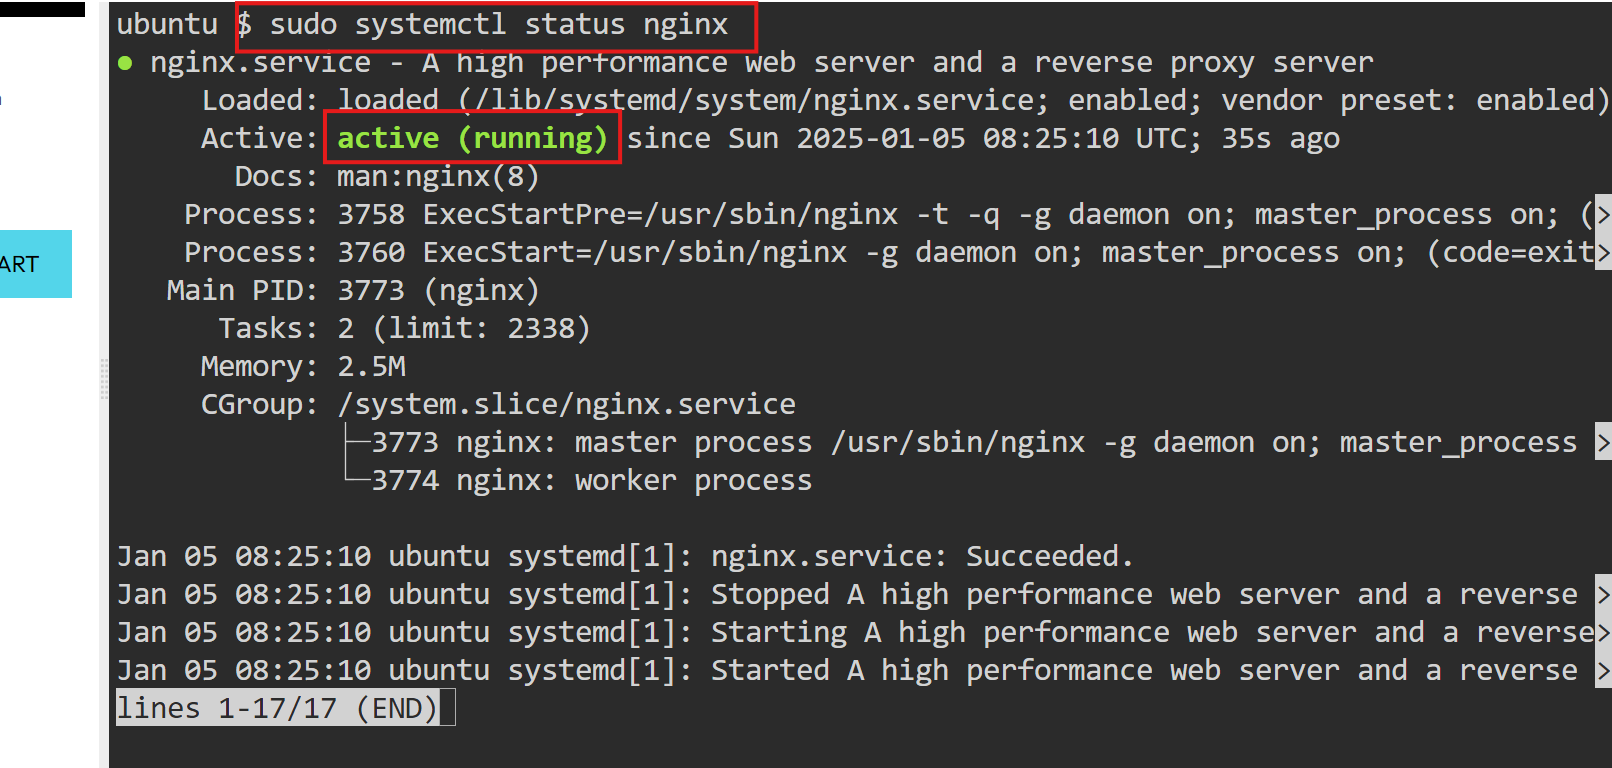 ubuntu $ sudo systemctl status nginx
● nginx.service - A high performance web server and a reverse proxy server
Loaded: loaded (/lib/systemd/system/nginx.service; enabled; vendor preset: enabled)
Active: active (running) since Sun 2025-01-05 08:25:10 UTC; 35s ago
Docs: man:nginx(8)
Process: 3758 ExecStartPre=/usr/sbin/nginx -t -q -g daemon on; master_process on; (>
ART
Process: 3760 ExecStart=/usr/sbin/nginx -g daemon on; master_process on; (code=exit>
Main PID: 3773 (nginx)
Tasks: 2 (limit: 2338)
Memory: 2.5M
CGroup: /system.slice/nginx.service
├─3773 nginx: master process /usr/sbin/nginx -g daemon on; master_process >
└─3774 nginx: worker process
Jan 05 08:25:10 ubuntu systemd[1]: nginx.service: Succeeded.
Jan 05 08:25:10 ubuntu systemd[1]: Stopped A high performance web server and a reverse >
Jan 05 08:25:10 ubuntu systemd[1]: Starting A high performance web server and a reverse>
Jan 05 08:25:10 ubuntu systemd[1]: Started A high performance web server and a reverse >
lines 1-17/17 (END)